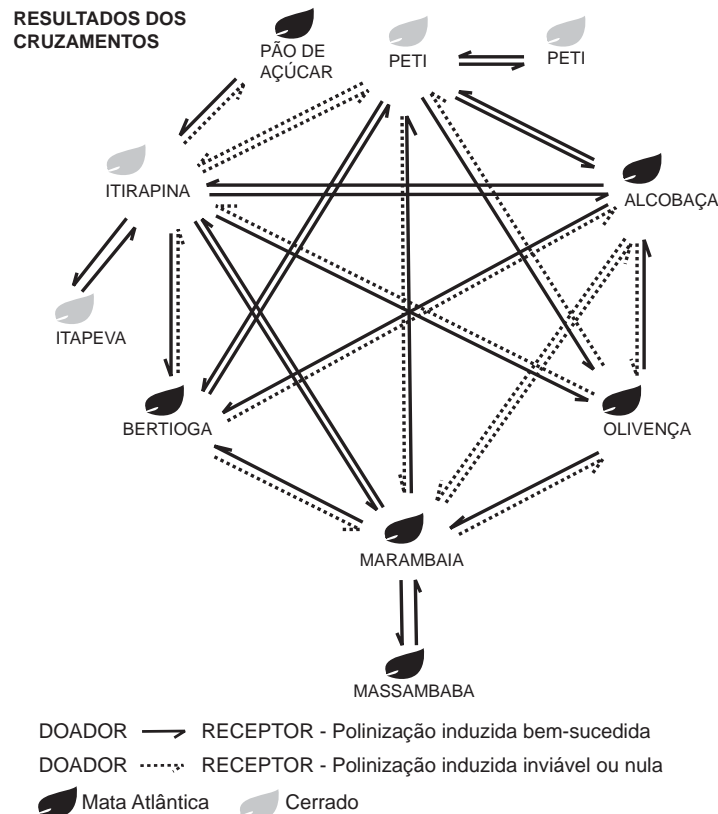 RESULTADOS DOS
CRUZAMENTOS
PÃO DE
AÇÚCAR
PETI
PETI
ITIRAPINA
ALCOBAÇA
ITAPEVA
BERTIOGA
OLIVENÇA
MARAMBAIA
MASSAMBABA
DOADOR RECEPTOR - Polinização induzida bem-sucedida
DOADOR RECEPTOR - Polinização induzida inviável ou nula
Mata Atlântica Cerrado